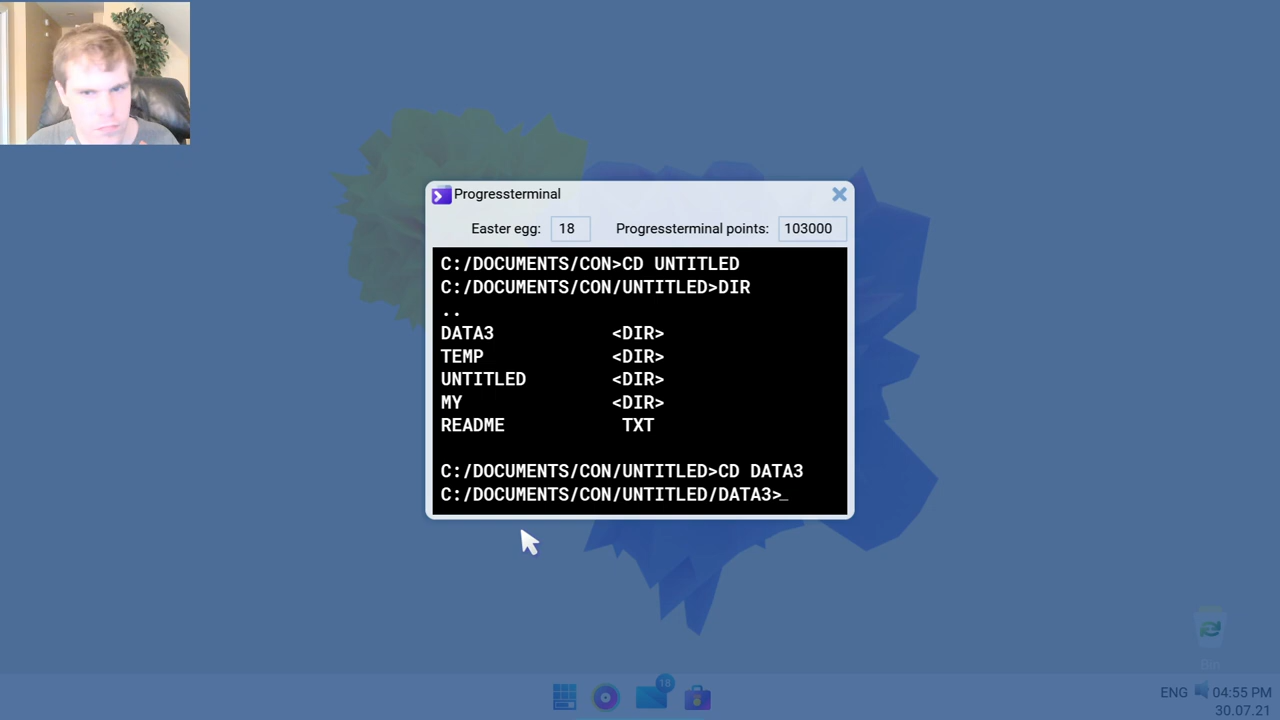 Progressterminal
Easter egg: 18 Progressterminal points: 103000
C:/DOCUMENTS/CON>CD UNTITLED
C:/DOCUMENTS/CON/UNTITLED>DIR
..
DATA3 <DIR>
TEMP <DIR>
UNTITLED <DIR>
MY <DIR>
README TXT
C:/DOCUMENTS/CON/UNTITLED>CD DATA3
C:/DOCUMENTS/CON/UNTITLED/DATA3>_
Bin
18
ENG 04:55 PM
30.07.21